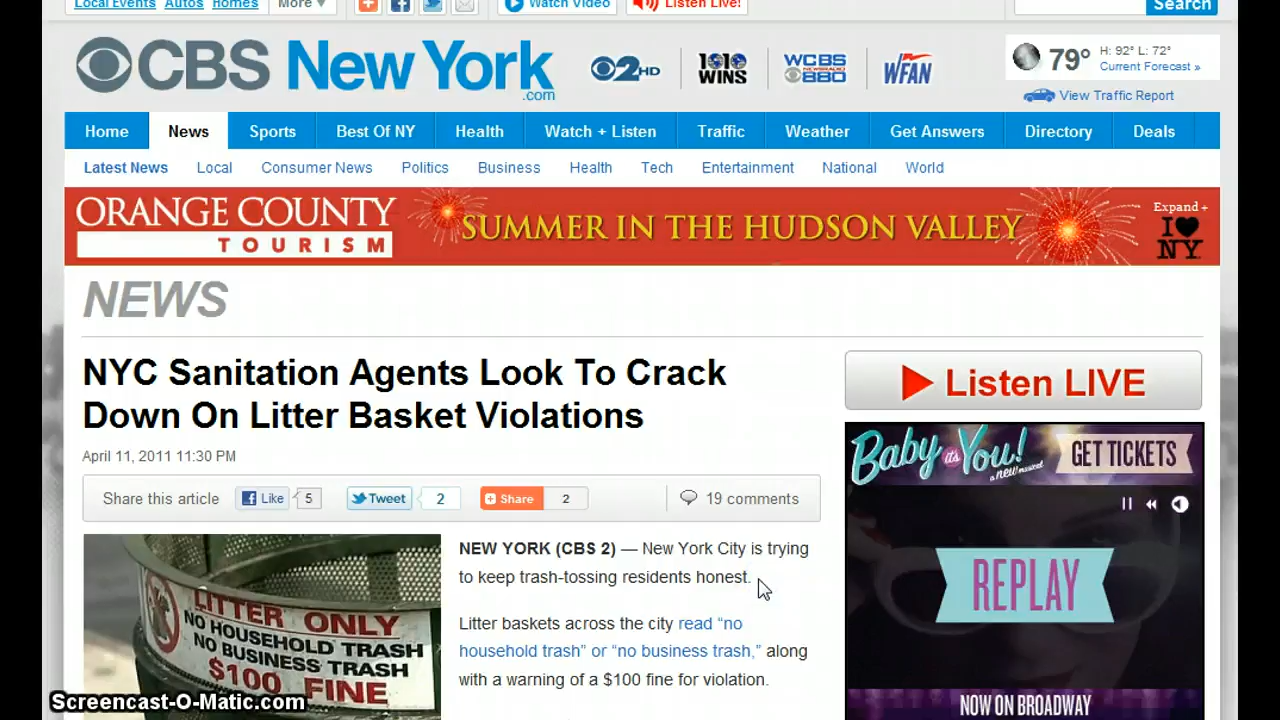 Local Events Autos Homes More ▼ Watch Video Listen Live! Search
CBS New York .com 2HD 1010 WINS WCBS NEWSRADIO 880 WFAN 79° H: 92° L: 72°
Current Forecast »
View Traffic Report
Home News Sports Best Of NY Health Watch + Listen Traffic Weather Get Answers Directory Deals
Latest News Local Consumer News Politics Business Health Tech Entertainment National World
ORANGE COUNTY
TOURISM
SUMMER IN THE HUDSON VALLEY
Expand +
I ♥
NY
NEWS
NYC Sanitation Agents Look To Crack
Down On Litter Basket Violations
April 11, 2011 11:30 PM
Share this article Like 5 Tweet 2 Share 2 19 comments
LITTER ONLY
NO HOUSEHOLD TRASH
NO BUSINESS TRASH
$100 FINE
NEW YORK (CBS 2) — New York City is trying
to keep trash-tossing residents honest.
Litter baskets across the city read “no
household trash” or “no business trash,” along
with a warning of a $100 fine for violation.
Listen LIVE
Baby it's You!
a new! musical
GET TICKETS
REPLAY
NOW ON BROADWAY
Screencast-O-Matic.com